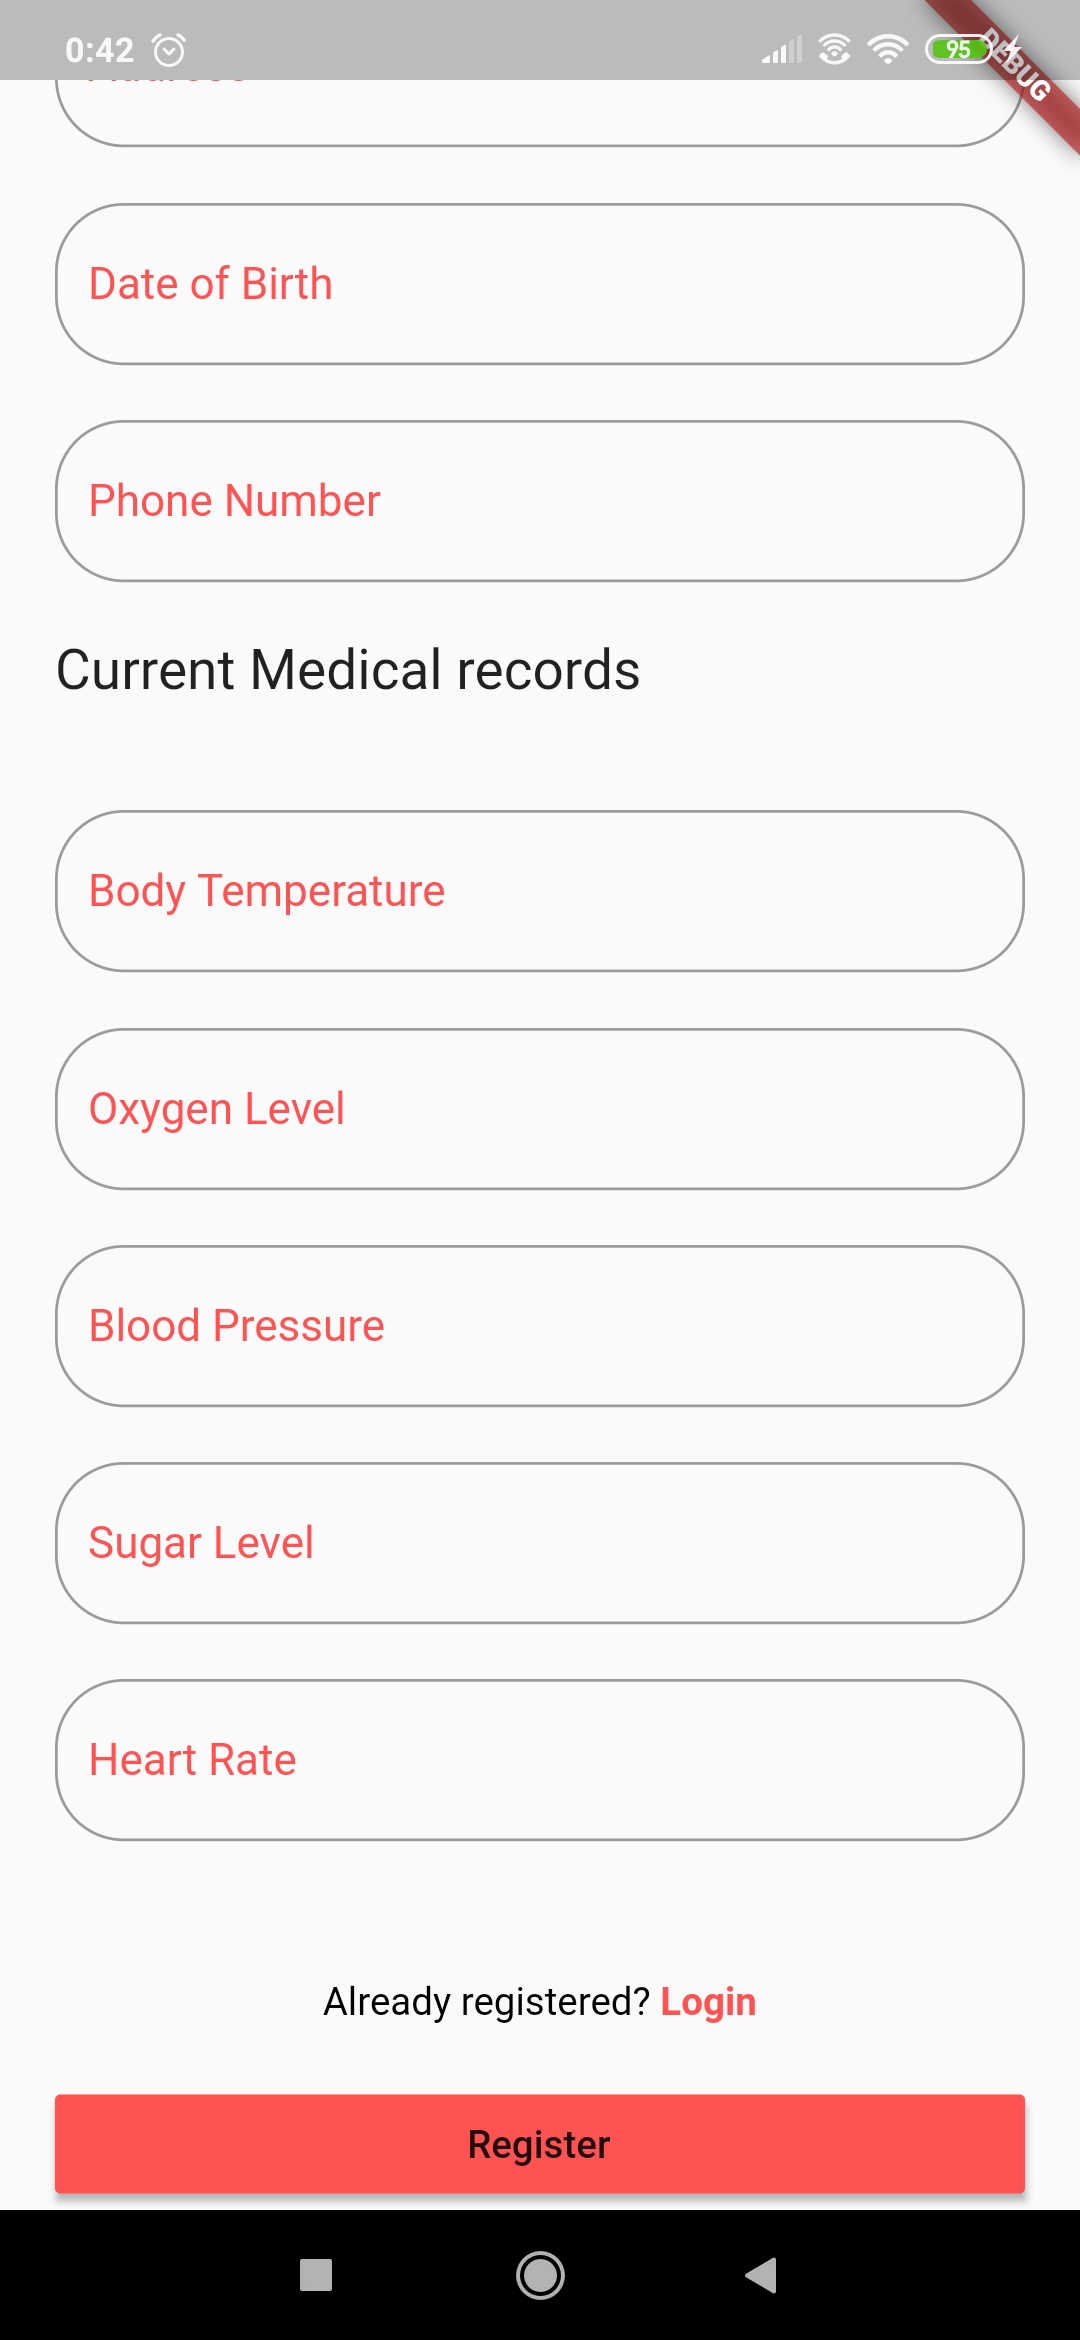 0:42
95
DEBUG
Date of Birth
Phone Number
Current Medical records
Body Temperature
Oxygen Level
Blood Pressure
Sugar Level
Heart Rate
Already registered? Login
Register